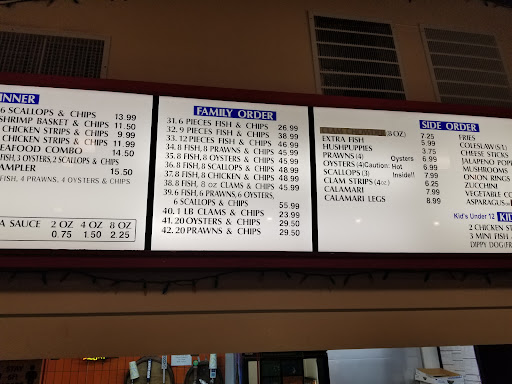 INNER
6 SCALLOPS & CHIPS 13.99
SHRIMP BASKET & CHIPS 11.50
CHICKEN STRIPS & CHIPS 9.99
CHICKEN STRIPS & CHIPS 11.99
EAFOOD COMBO 14.50
FISH, 3 OYSTERS, 2 SCALLOPS & CHIPS
AMPLER 15.50
FISH, 4 PRAWNS, 4 OYSTERS & CHIPS
A SAUCE 2 OZ 4 OZ 8 OZ
0.75 1.50 2.25
FAMILY ORDER
31. 6 PIECES FISH & CHIPS 26.99
32. 9 PIECES FISH & CHIPS 38.99
33. 12 PIECES FISH & CHIPS 46.99
34. 8 FISH, 8 PRAWNS & CHIPS 45.99
35. 8 FISH, 8 OYSTERS & CHIPS 45.99
36. 8 FISH, 8 SCALLOPS & CHIPS 48.99
37. 8 FISH, 8 CHICKEN & CHIPS 45.99
38. 8 FISH, 8 oz CLAMS & CHIPS 45.99
39. 6 FISH, 6 PRAWNS, 6 OYSTERS,
6 SCALLOPS & CHIPS 55.99
40. 1 LB CLAMS & CHIPS 23.99
41. 20 OYSTERS & CHIPS 29.50
42. 20 PRAWNS & CHIPS 29.50
SIDE ORDER
(8 OZ) 7.25
EXTRA FISH 5.99
HUSHPUPPIES 3.75
PRAWNS (4) 6.99
OYSTERS (4) 6.99
Caution: Hot Oysters Inside!!
SCALLOPS (3)
CLAM STRIPS (4oz) 6.25
CALAMARI 7.99
CALAMARI LEGS 8.99
FRIES
COLESLAW (S/L)
CHEESE STICKS
JALAPENO POPP
MUSHROOMS
ONION RINGS
ZUCCHINI
VEGETABLE CO
ASPARAGUS
Kid's Under 12 KI
2 CHICKEN ST
3 MINI FISH
DIPPY DOG (FR